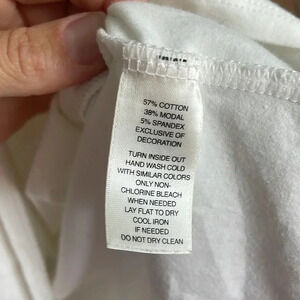 57% COTTON
38% MODAL
5% SPANDEX
EXCLUSIVE OF
DECORATION
TURN INSIDE OUT
HAND WASH COLD
WITH SIMILAR COLORS
ONLY NON-
CHLORINE BLEACH
WHEN NEEDED
LAY FLAT TO DRY
COOL IRON
IF NEEDED
DO NOT DRY CLEAN